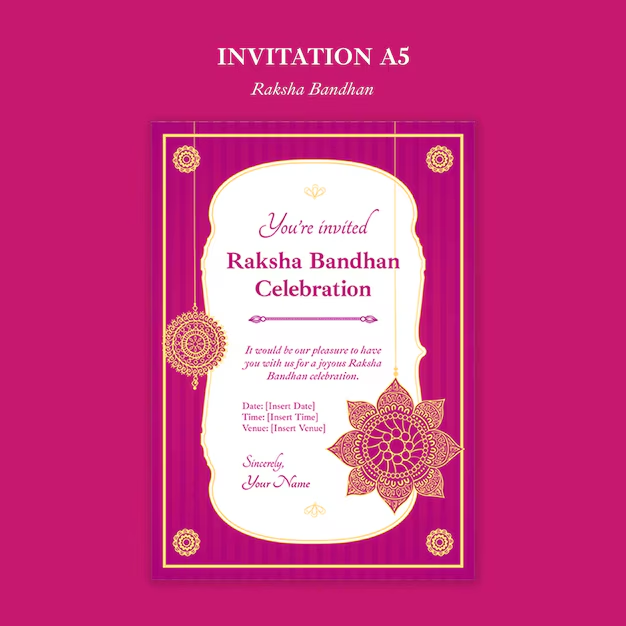 INVITATION A5
Raksha Bandhan
You're invited
Raksha Bandhan
Celebration
It would be our pleasure to have
you with us for a joyous Raksha
Bandhan celebration.
Date: [Insert Date]
Time: [Insert Time]
Venue: [Insert Venue]
Sincerely,
Your Name